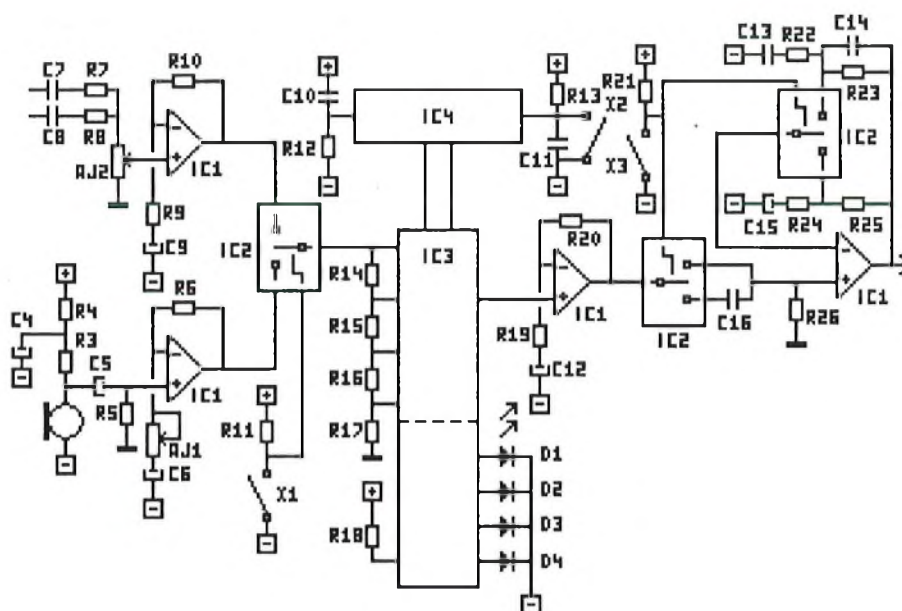 C13 R22 C14
C7 R7
R10
R21
R23
C8 R8
C10
IC4
R13 X2
IC2
AJ2
IC1
R12
C11
X3
R9
IC2
C15 R24 R25
C9
IC3
R20
R14
R4
R6
IC1
C4
R15
R19
IC1
IC2
C16
R26
R3
C5
IC1
R16
C12
R5
AJ1
R11
R17
C6
D1
X1
D2
R18
D3
D4